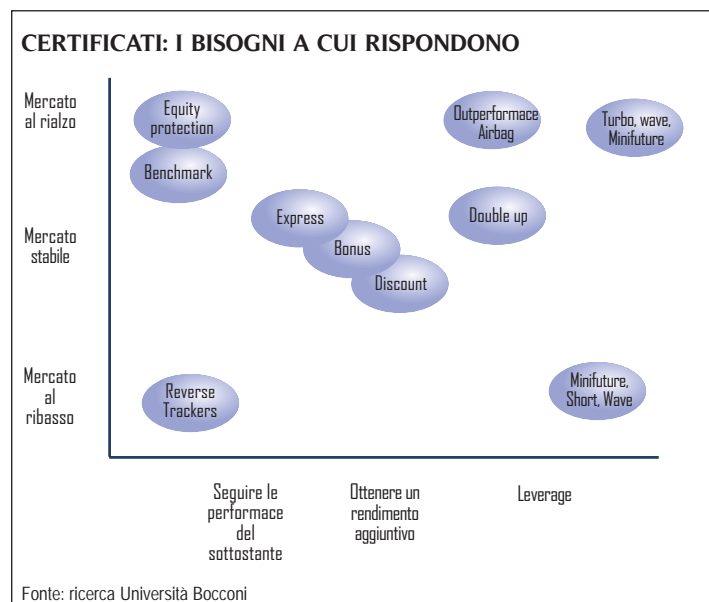 CERTIFICATI: I BISOGNI A CUI RISPONDONO
Mercato
al rialzo
Equity
protection
Benchmark
Outperformace
Airbag
Turbo, wave,
Minifuture
Mercato
stabile
Express
Bonus
Discount
Double up
Mercato
al
ribasso
Reverse
Trackers
Minifuture,
Short, Wave
Seguire le
performace
del
sottostante
Ottenere un
rendimento
aggiuntivo
Leverage
Fonte: ricerca Università Bocconi